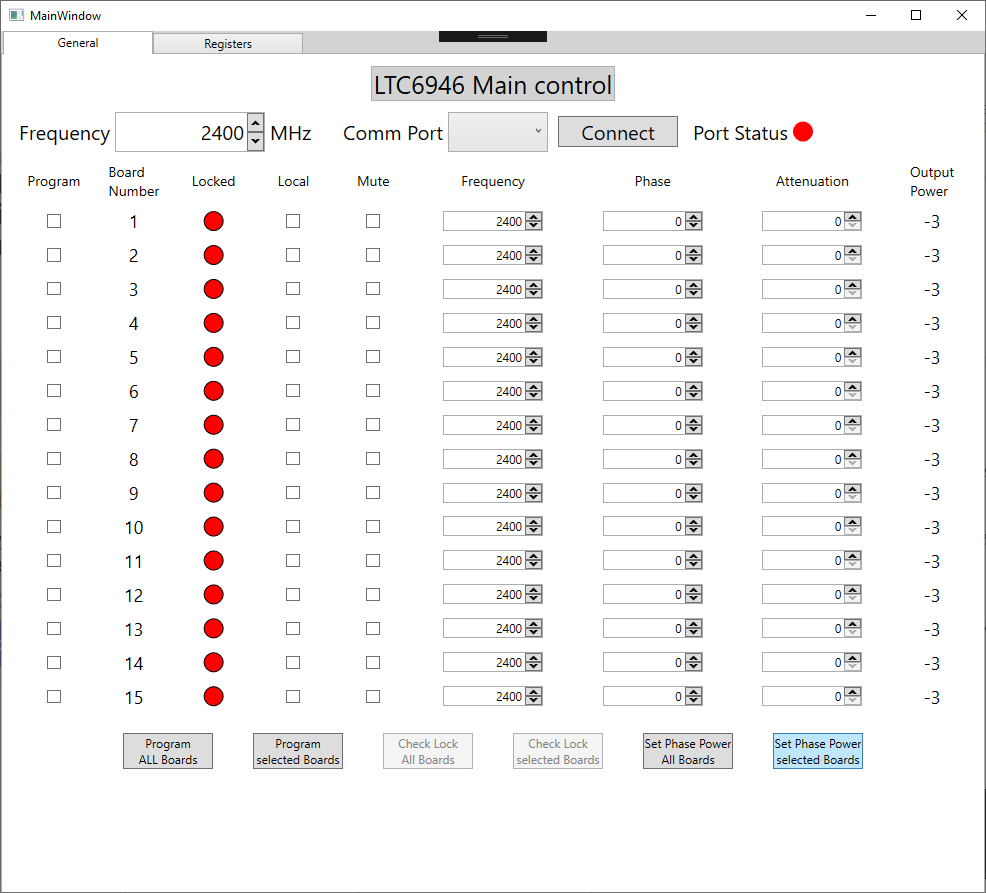 MainWindow
General Registers
LTC6946 Main control
Frequency 2400 MHz Comm Port Connect Port Status
Program Board Number Locked Local Mute Frequency Phase Attenuation Output Power
1 2400 0 0 -3
2 2400 0 0 -3
3 2400 0 0 -3
4 2400 0 0 -3
5 2400 0 0 -3
6 2400 0 0 -3
7 2400 0 0 -3
8 2400 0 0 -3
9 2400 0 0 -3
10 2400 0 0 -3
11 2400 0 0 -3
12 2400 0 0 -3
13 2400 0 0 -3
14 2400 0 0 -3
15 2400 0 0 -3
Program
ALL Boards
Program
selected Boards
Check Lock
All Boards
Check Lock
selected Boards
Set Phase Power
All Boards
Set Phase Power
selected Boards